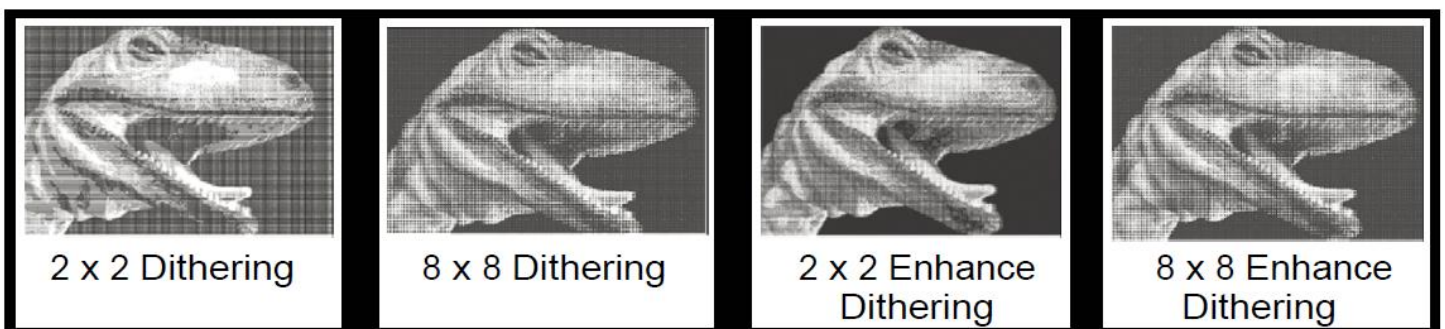 2 x 2 Dithering
8 x 8 Dithering
2 x 2 Enhance
Dithering
8 x 8 Enhance
Dithering